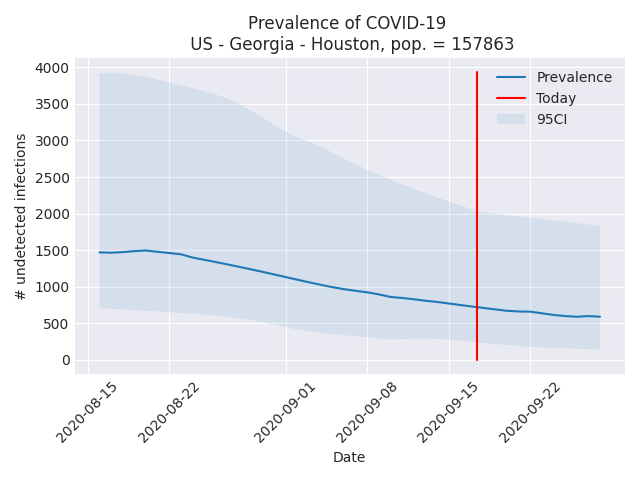 Prevalence of COVID-19
US - Georgia - Houston, pop. = 157863
4000
3500
3000
2500
2000
1500
1000
500
0
# undetected infections
Prevalence
Today
95CI
2020-08-15
2020-08-22
2020-09-01
2020-09-08
2020-09-15
2020-09-22
Date